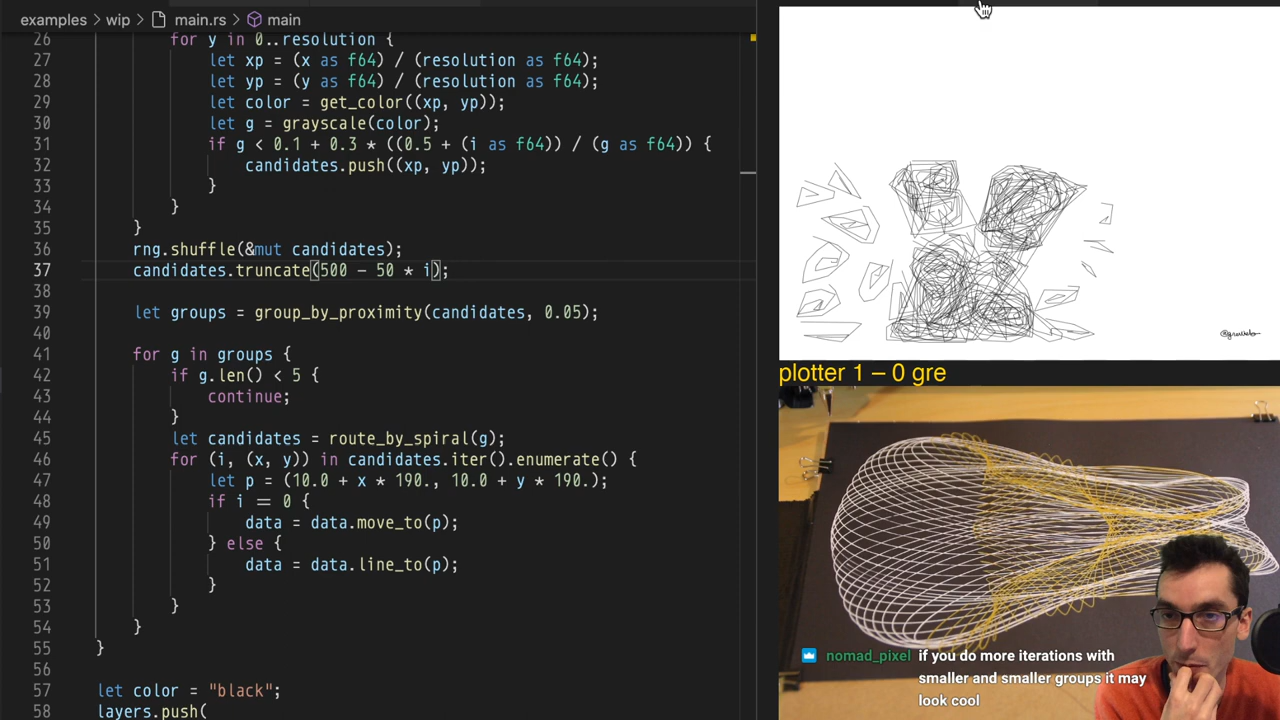 examples > wip > main.rs > main
26 for y in 0..resolution {
27 let xp = (x as f64) / (resolution as f64);
28 let yp = (y as f64) / (resolution as f64);
29 let color = get_color((xp, yp));
30 let g = grayscale(color);
31 if g < 0.1 + 0.3 * ((0.5 + (i as f64)) / (g as f64)) {
32 candidates.push((xp, yp));
33 }
34 }
35 }
36 rng.shuffle(&mut candidates);
37 candidates.truncate(500 - 50 * i);
38
39 let groups = group_by_proximity(candidates, 0.05);
40
41 for g in groups {
42 if g.len() < 5 {
43 continue;
44 }
45 let candidates = route_by_spiral(g);
46 for (i, (x, y)) in candidates.iter().enumerate() {
47 let p = (10.0 + x * 190., 10.0 + y * 190.);
48 if i == 0 {
49 data = data.move_to(p);
50 } else {
51 data = data.line_to(p);
52 }
53 }
54 }
55 }
56
57 let color = "black";
58 layers.push(
plotter 1 – 0 gre
nomad_pixel if you do more iterations with
smaller and smaller groups it may
look cool